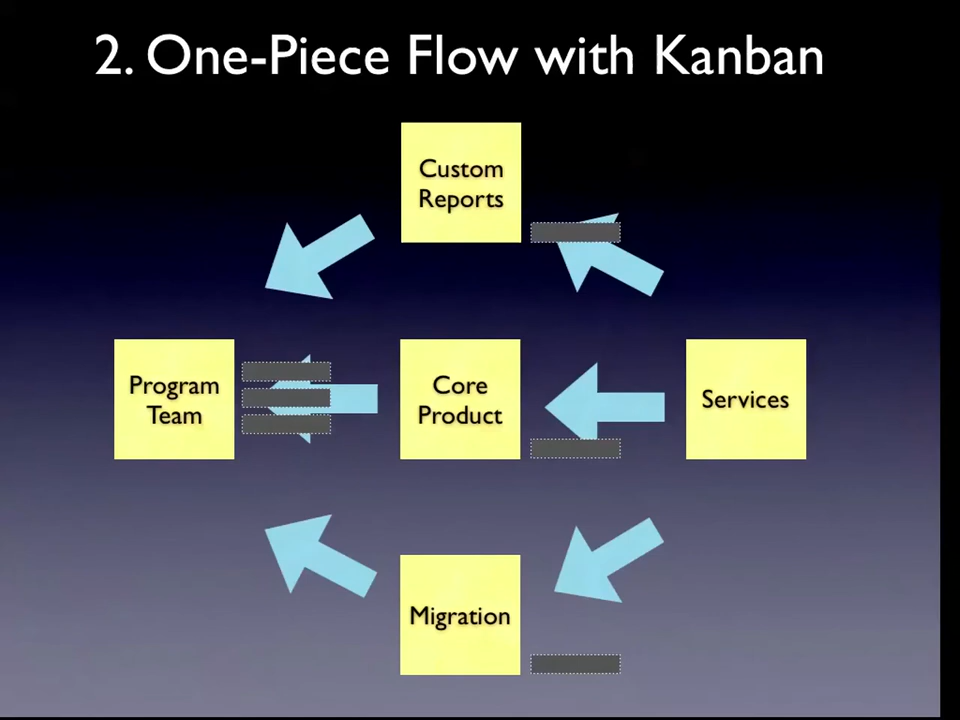 2. One-Piece Flow with Kanban
Custom
Reports
Program
Team
Core
Product
Services
Migration